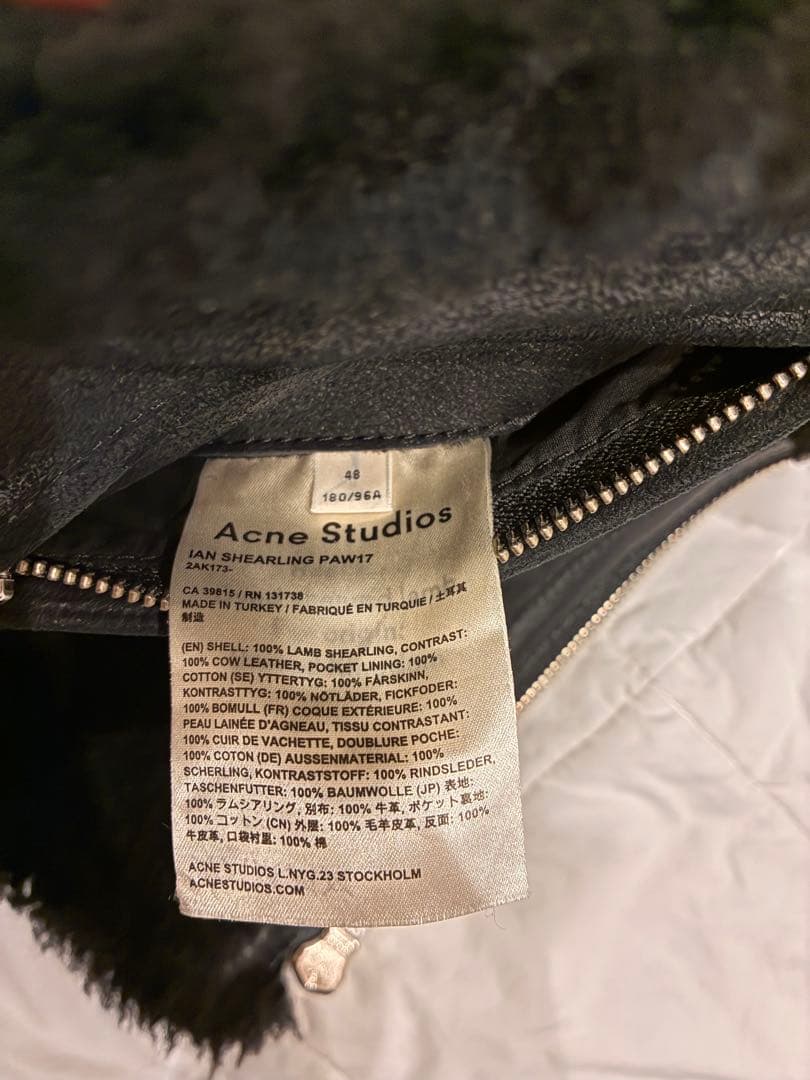 48
180/96A
Acne Studios
IAN SHEARLING PAW17
2AK173-
CA 39815 / RN 131738
MADE IN TURKEY / FABRIQUÉ EN TURQUIE / 土耳其
制造
(EN) SHELL: 100% LAMB SHEARLING, CONTRAST:
100% COW LEATHER, POCKET LINING: 100%
COTTON (SE) YTTERTYG: 100% FÅRSKINN,
KONTRASTTYG: 100% NÖTLÄDER, FICKFODER:
100% BOMULL (FR) COQUE EXTÉRIEURE: 100%
PEAU LAINÉE D'AGNEAU, TISSU CONTRASTANT:
100% CUIR DE VACHETTE, DOUBLURE POCHE:
100% COTON (DE) AUSSENMATERIAL: 100%
SCHERLING, KONTRASTSTOFF: 100% RINDSLEDER,
TASCHENFUTTER: 100% BAUMWOLLE (JP) 表地:
100% ラムシアリング, 別布: 100% 牛革, ポケット裏地:
100% コットン (CN) 外層: 100% 毛羊皮革, 反面: 100%
牛皮革, 口袋衬里: 100% 棉
ACNE STUDIOS L.NYG.23 STOCKHOLM
ACNESTUDIOS.COM